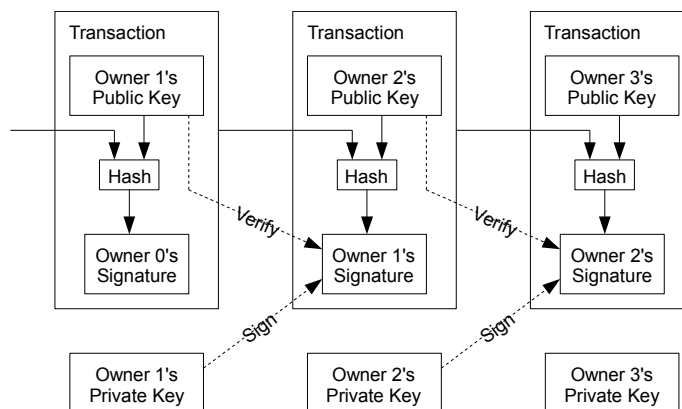 Transaction
Owner 1's
Public Key
Hash
Owner 0's
Signature
Transaction
Owner 2's
Public Key
Hash
Verify
Owner 1's
Signature
Sign
Transaction
Owner 3's
Public Key
Hash
Verify
Owner 2's
Signature
Sign
Owner 1's
Private Key
Owner 2's
Private Key
Owner 3's
Private Key